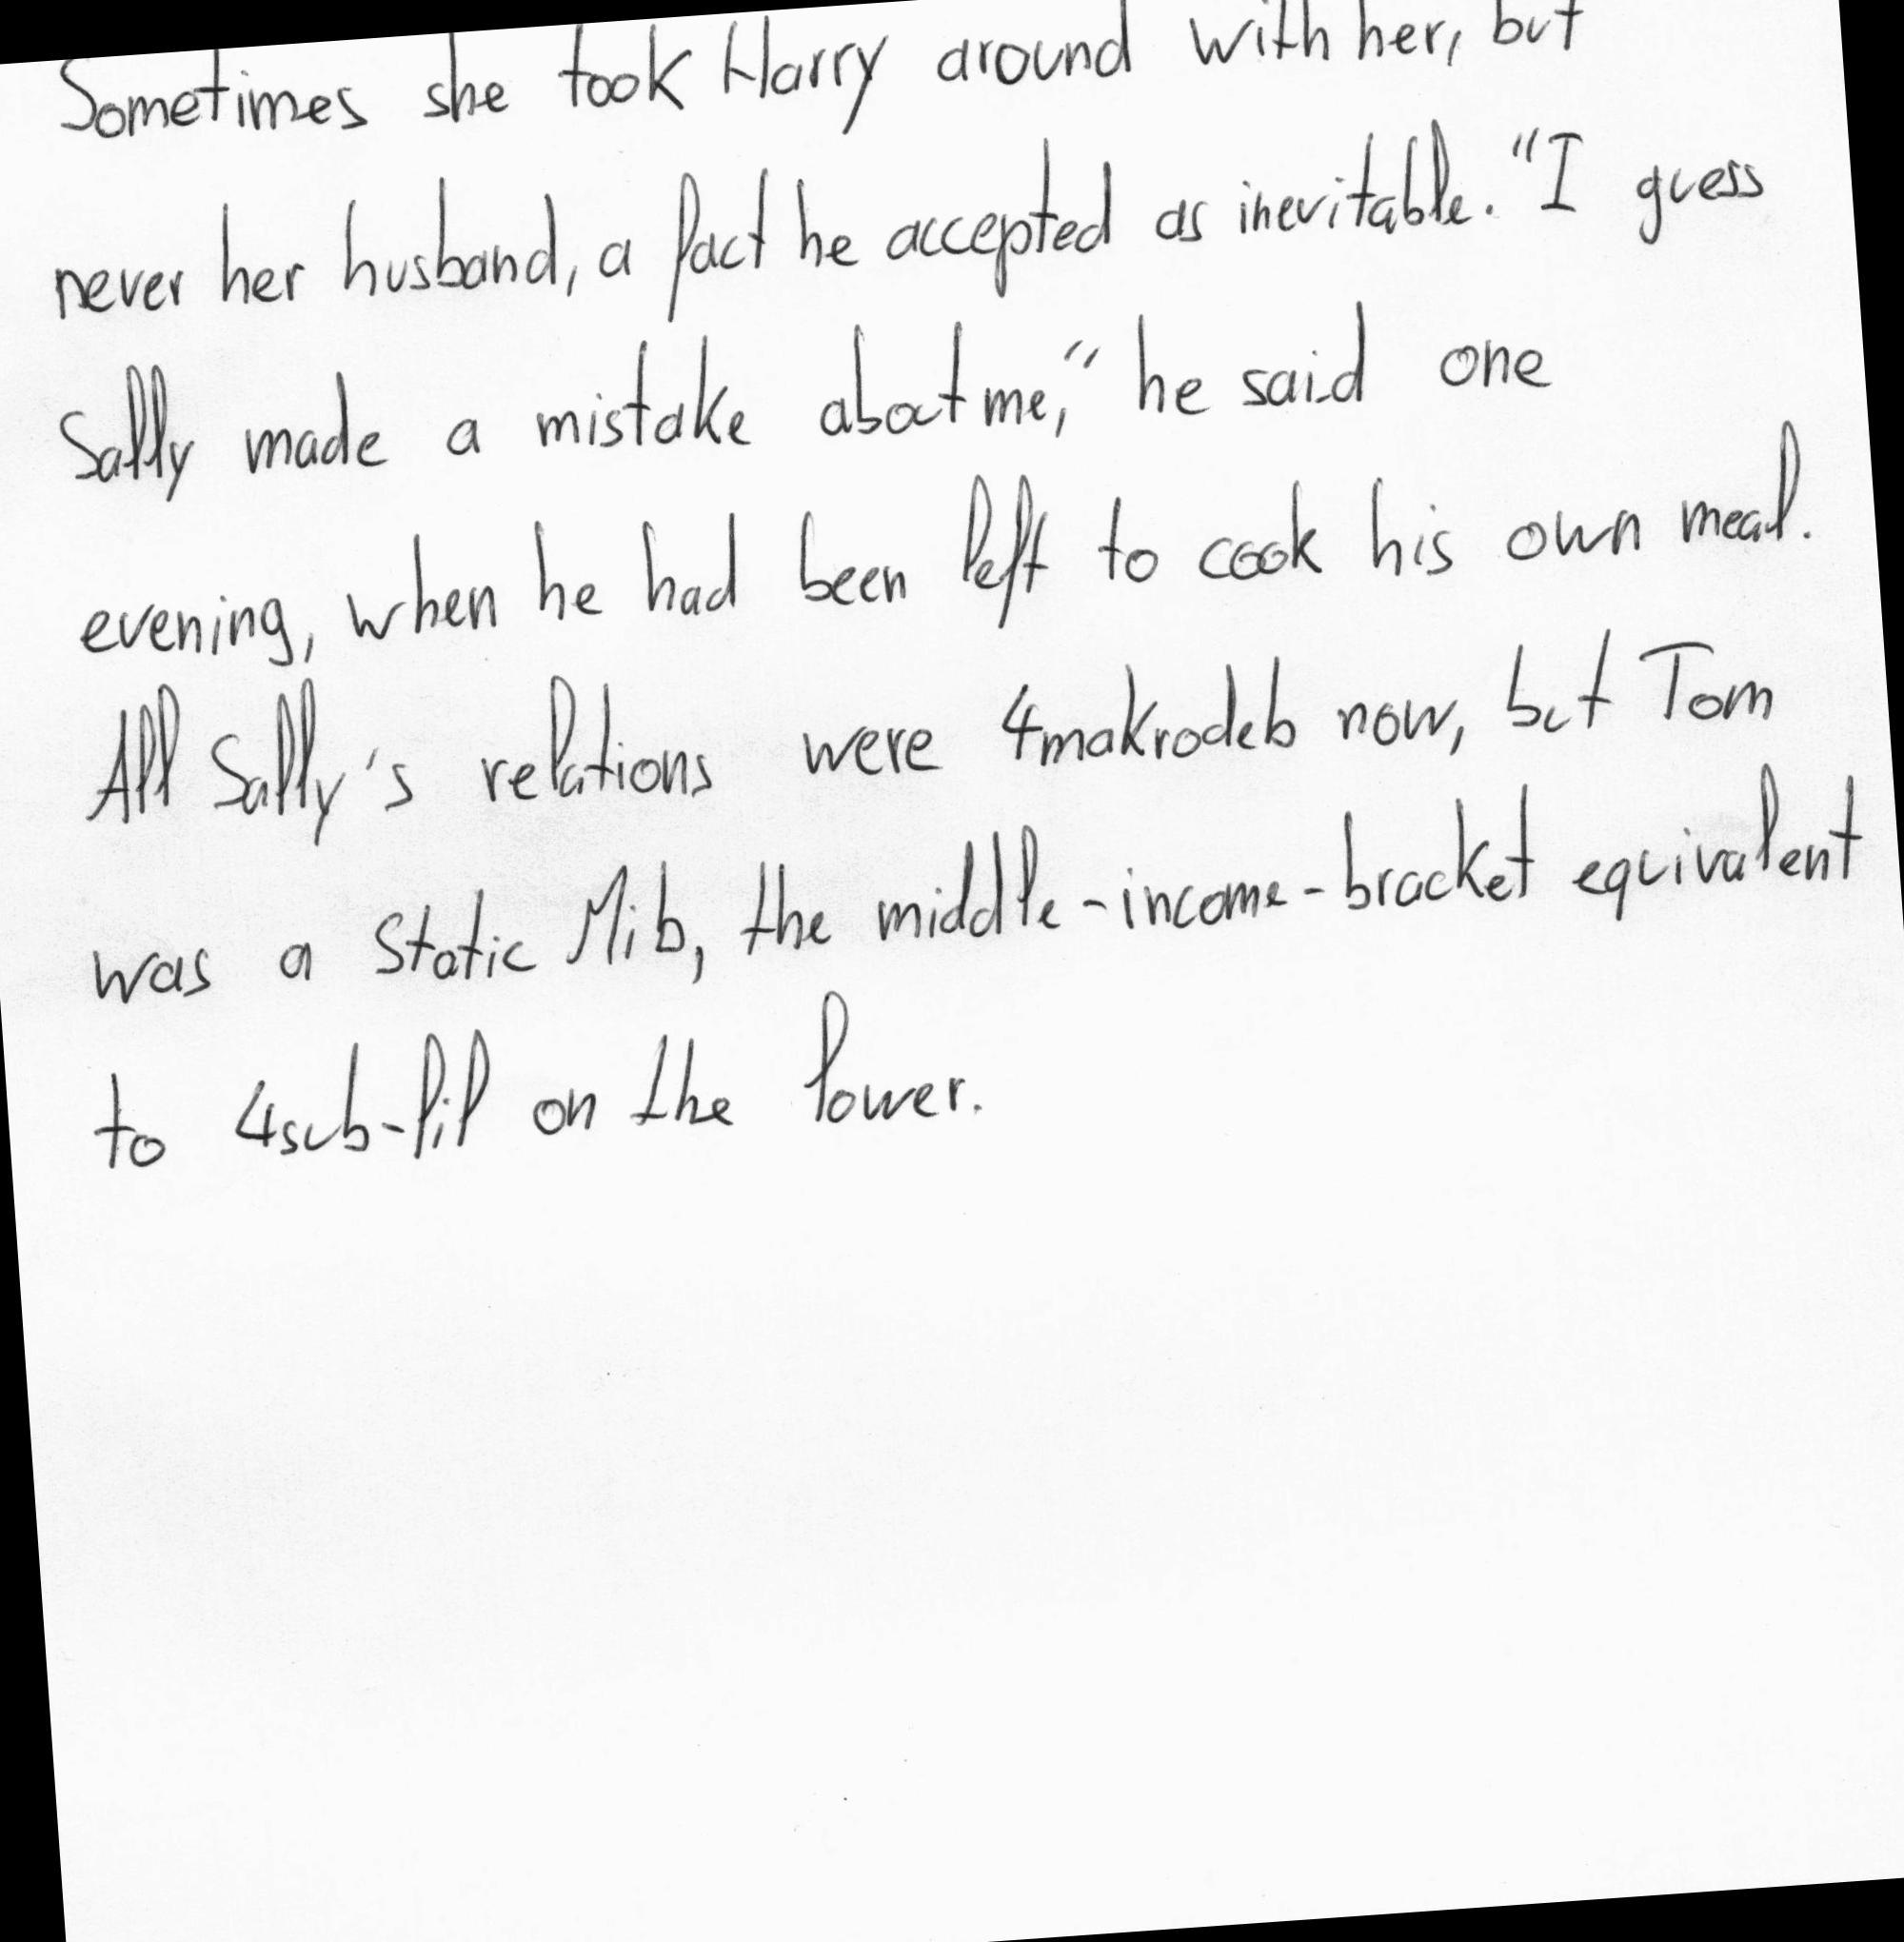 Sometimes she took Harry around with her, but
never her husband, a fact he accepted as inevitable. "I guess
Sally made a mistake about me," he said one
evening, when he had been left to cook his own meal.
All Sally's relations were 4makrodeb now, but Tom
was a Static Mib, the middle-income-bracket equivalent
to 4sub-lil on the lower.